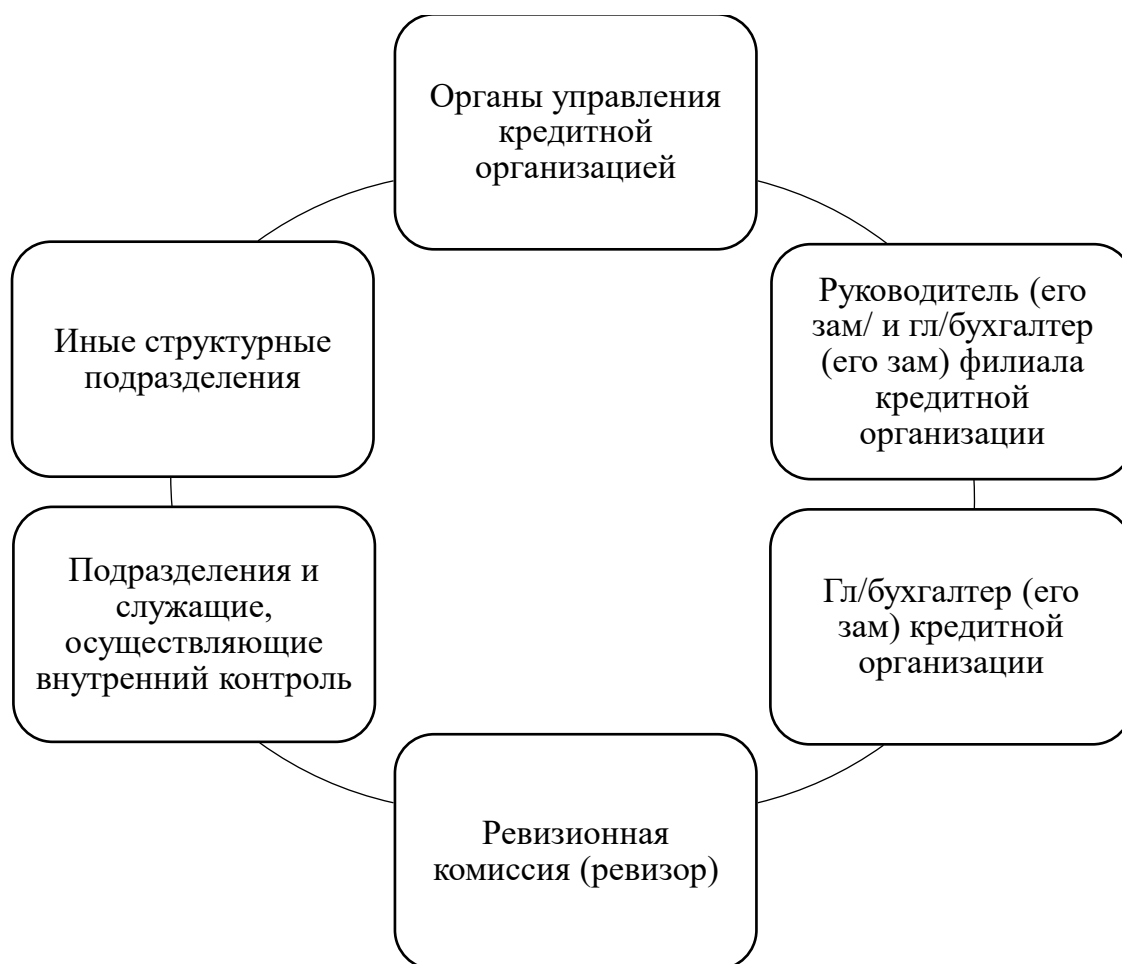 Органы управления
кредитной
организацией
Руководитель (его
зам/ и гл/бухгалтер
(его зам) филиала
кредитной
организации
Гл/бухгалтер (его
зам) кредитной
организации
Ревизионная
комиссия (ревизор)
Подразделения и
служащие,
осуществляющие
внутренний контроль
Иные структурные
подразделения